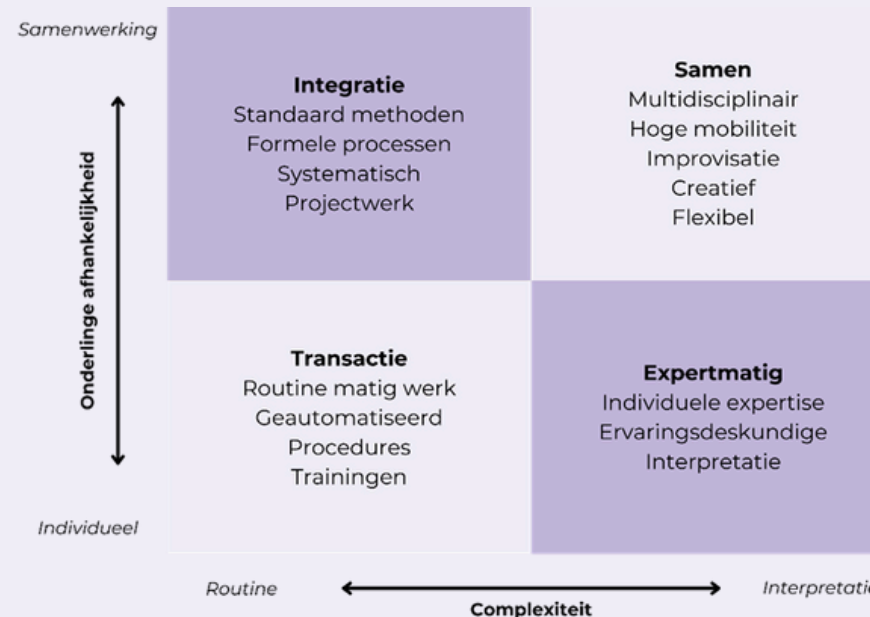 Samenwerking
Integratie
Standaard methoden
Formele processen
Systematisch
Projectwerk
Samen
Multidisciplinair
Hoge mobiliteit
Improvisatie
Creatief
Flexibel
Onderlinge afhankelijkheid
Transactie
Routine matig werk
Geautomatiseerd
Procedures
Trainingen
Expertmatig
Individuele expertise
Ervaringsdeskundige
Interpretatie
Individueel
Routine
Interpretatie
Complexiteit